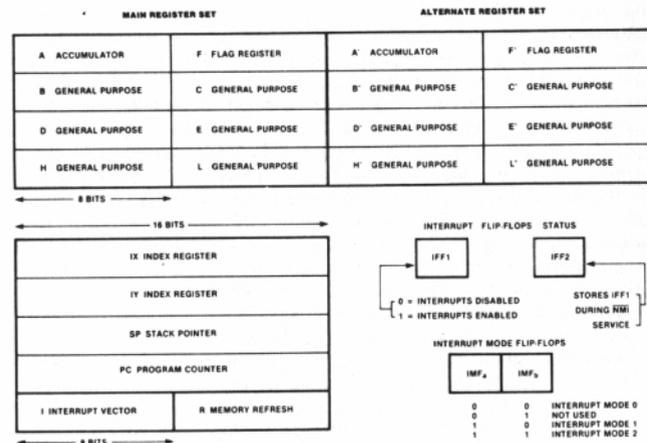 MAIN REGISTER SET
ALTERNATE REGISTER SET
A ACCUMULATOR
F FLAG REGISTER
A' ACCUMULATOR
F' FLAG REGISTER
B GENERAL PURPOSE
C GENERAL PURPOSE
B' GENERAL PURPOSE
C' GENERAL PURPOSE
D GENERAL PURPOSE
E GENERAL PURPOSE
D' GENERAL PURPOSE
E' GENERAL PURPOSE
H GENERAL PURPOSE
L GENERAL PURPOSE
H' GENERAL PURPOSE
L' GENERAL PURPOSE
8 BITS
16 BITS
IX INDEX REGISTER
IY INDEX REGISTER
SP STACK POINTER
PC PROGRAM COUNTER
I INTERRUPT VECTOR
R MEMORY REFRESH
8 BITS
INTERRUPT FLIP-FLOPS STATUS
IFF1
IFF2
0 = INTERRUPTS DISABLED
1 = INTERRUPTS ENABLED
STORES IFF1
DURING NMI
SERVICE
INTERRUPT MODE FLIP-FLOPS
IMFa
IMFb
0 0 INTERRUPT MODE 0
0 1 NOT USED
1 0 INTERRUPT MODE 1
1 1 INTERRUPT MODE 2